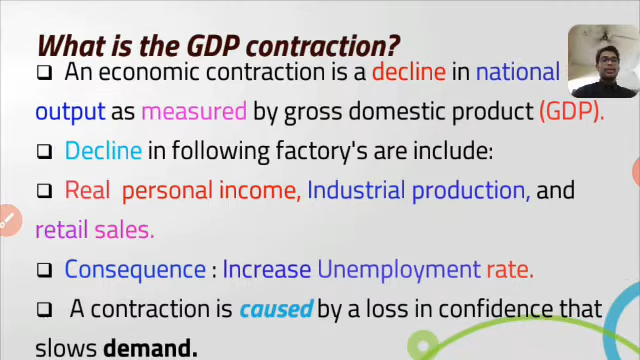 What is the GDP contraction?
❑ An economic contraction is a decline in national
output as measured by gross domestic product (GDP).
❑ Decline in following factory's are include:
❑ Real personal income, Industrial production, and
retail sales.
❑ Consequence : Increase Unemployment rate.
❑ A contraction is caused by a loss in confidence that
slows demand.